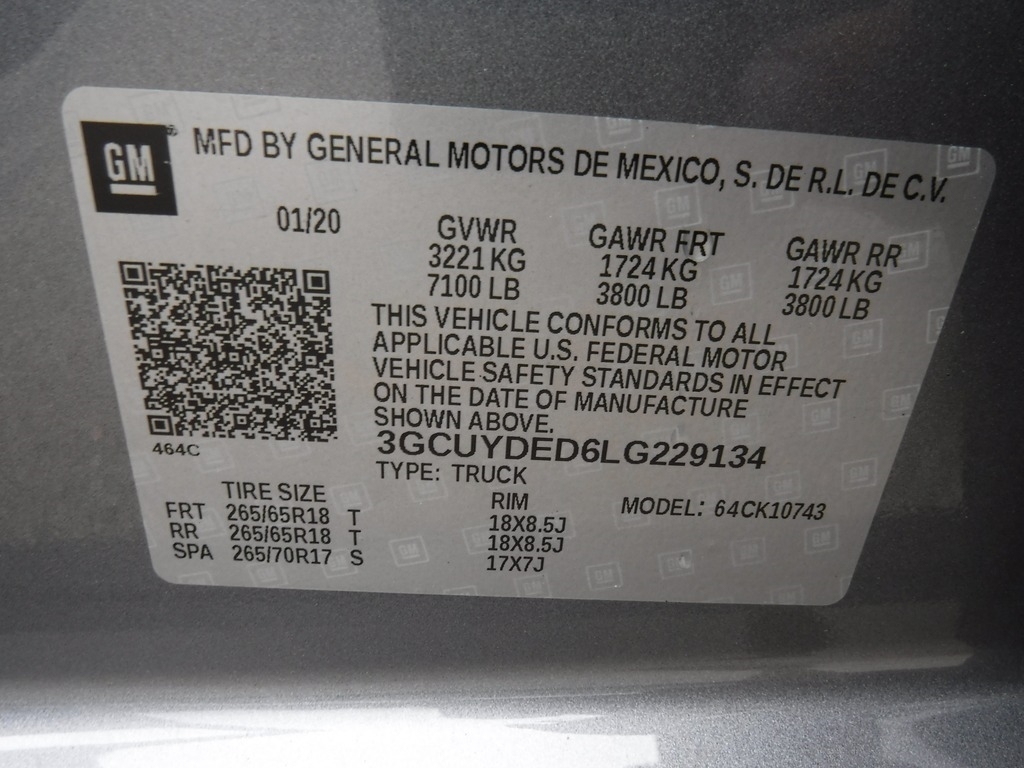 GM
MFD BY GENERAL MOTORS DE MEXICO, S. DE R.L. DE C.V.
01/20
GVWR
3221 KG
7100 LB
GAWR FRT
1724 KG
3800 LB
GAWR RR
1724 KG
3800 LB
THIS VEHICLE CONFORMS TO ALL
APPLICABLE U.S. FEDERAL MOTOR
VEHICLE SAFETY STANDARDS IN EFFECT
ON THE DATE OF MANUFACTURE
SHOWN ABOVE.
464C
3GCUYDED6LG229134
TYPE: TRUCK
TIRE SIZE
RIM
MODEL: 64CK10743
FRT 265/65R18 T 18X8.5J
RR 265/65R18 T 18X8.5J
SPA 265/70R17 S 17X7J